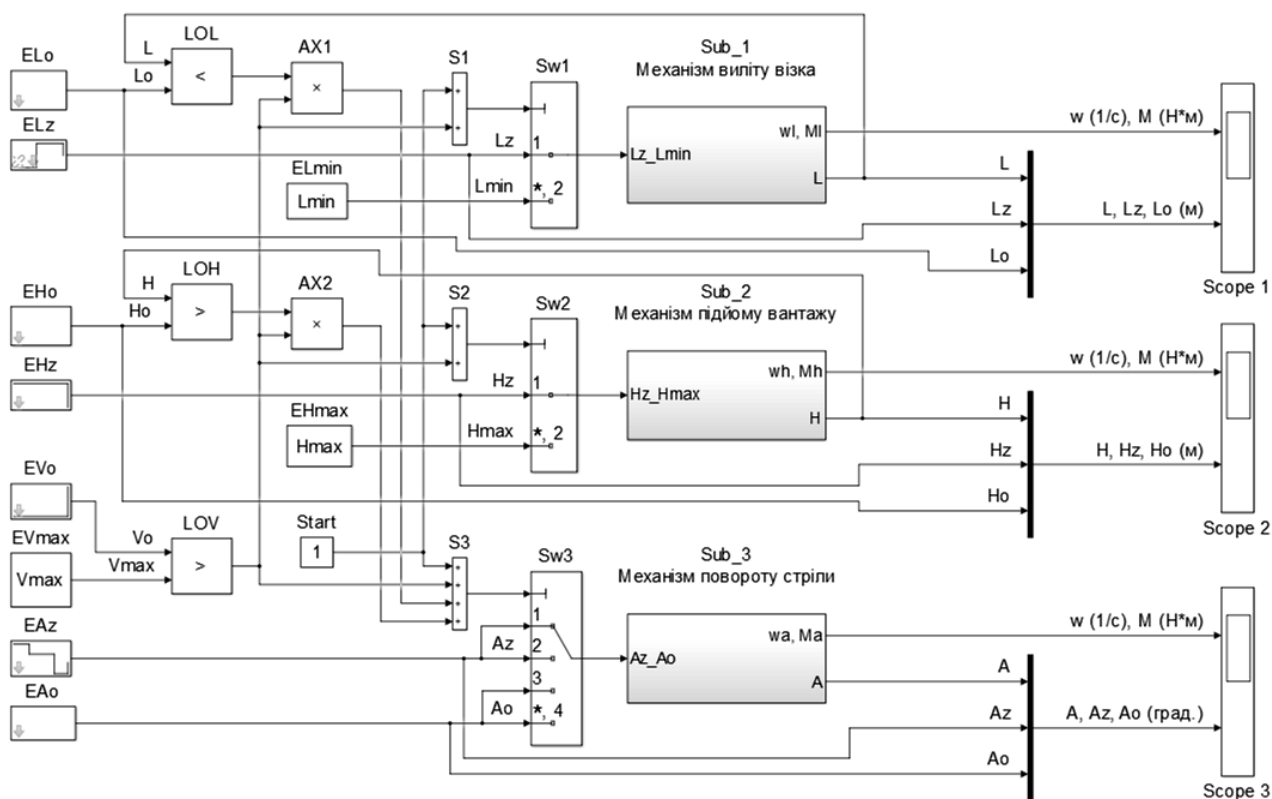 ELo
ELz
L
Lo
LOL
<
AX1
×
ELmin
Lmin
S1
+
+
Lz
Lmin
Sw1
1
*, 2
Sub_1
Механізм виліту візка
Lz_Lmin
wl, Ml
L
L
Lz
Lo
w (1/с), M (Н*м)
L, Lz, Lo (м)
Scope 1
EHo
EHz
H
Ho
LOH
>
AX2
×
EHmax
Hmax
S2
+
+
Hz
Hmax
Sw2
1
*, 2
Sub_2
Механізм підйому вантажу
Hz_Hmax
wh, Mh
H
H
Hz
Ho
w (1/с), M (Н*м)
H, Hz, Ho (м)
Scope 2
EVo
EVmax
Vmax
Vo
Vmax
LOV
>
Start
1
EAz
EAo
S3
+
+
+
+
Az
Ao
Sw3
1
2
3
*, 4
Sub_3
Механізм повороту стріли
Az_Ao
wa, Ma
A
A
Az
Ao
w (1/с), M (Н*м)
A, Az, Ao (град.)
Scope 3